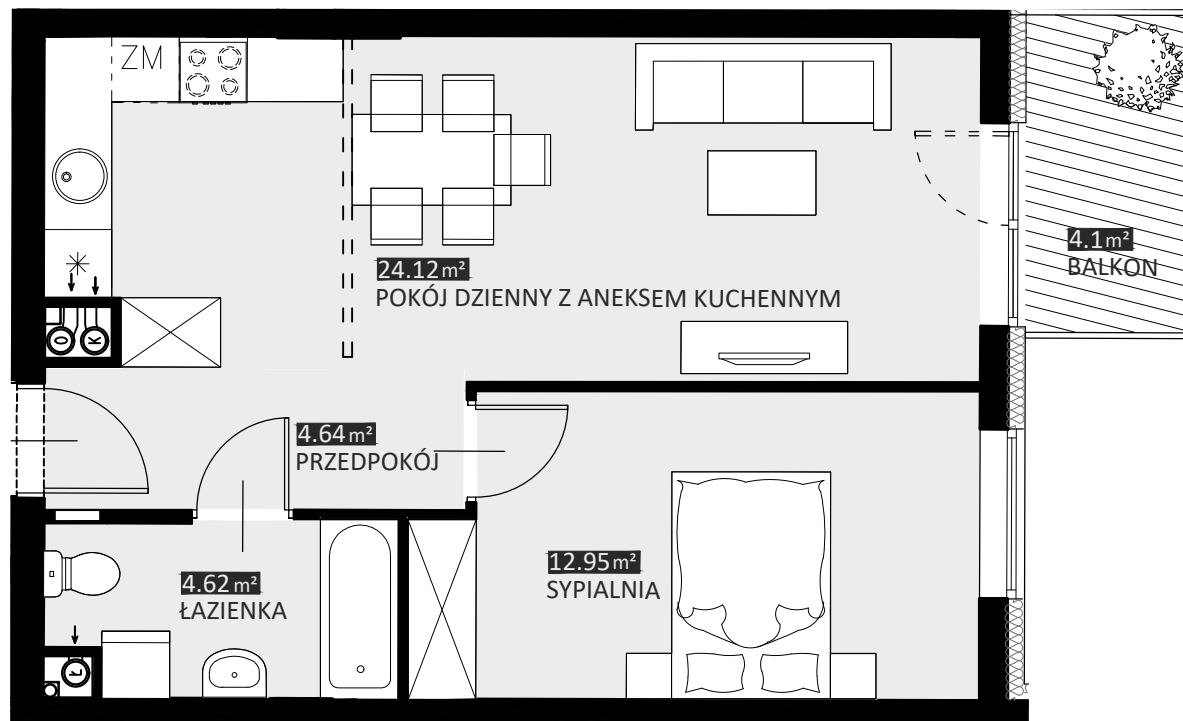 ZM
24.12 m²
POKÓJ DZIENNY Z ANEKSEM KUCHENNYM
4.1 m²
BALKON
O
K
4.64 m²
PRZEDPOKÓJ
12.95 m²
SYPIALNIA
4.62 m²
ŁAZIENKA
Ł